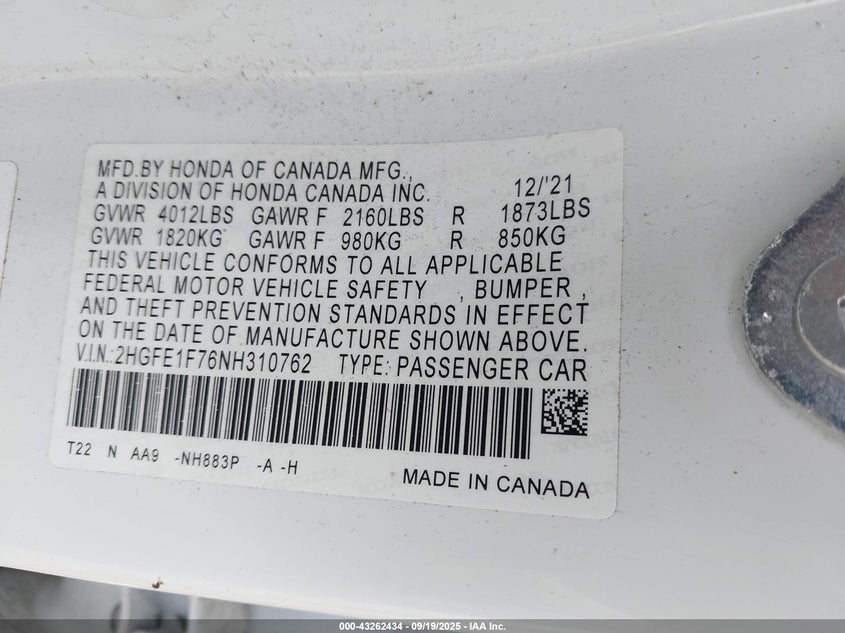 MFD.BY HONDA OF CANADA MFG.,
A DIVISION OF HONDA CANADA INC. 12/'21
GVWR 4012LBS GAWR F 2160LBS R 1873LBS
GVWR 1820KG GAWR F 980KG R 850KG
THIS VEHICLE CONFORMS TO ALL APPLICABLE
FEDERAL MOTOR VEHICLE SAFETY , BUMPER ,
AND THEFT PREVENTION STANDARDS IN EFFECT
ON THE DATE OF MANUFACTURE SHOWN ABOVE.
V.I.N.:2HGFE1F76NH310762 TYPE: PASSENGER CAR
T22 N AA9 -NH883P -A -H
MADE IN CANADA
000-43262434 - 09/19/2025 - IAA Inc.